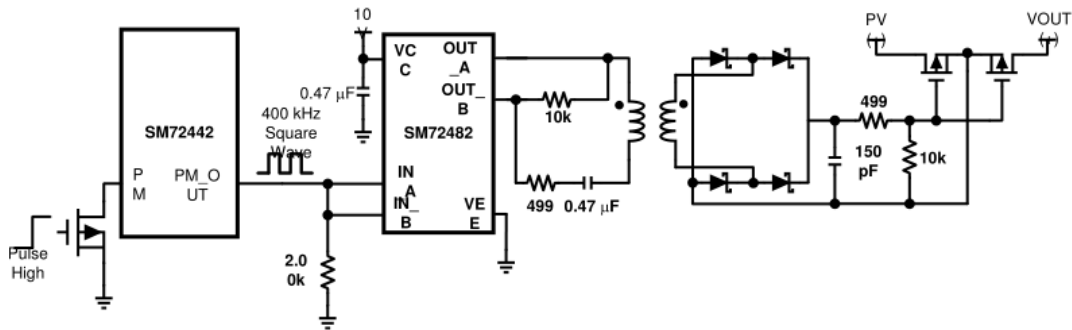 10
PV
(-)
VOUT
(-)
VC
C
OUT
_A
0.47 µF
OUT_
B
10k
400 kHz
Square
Wave
SM72442
SM72482
499
150
pF
10k
P
M
PM_O
UT
IN
_A
IN_
B
VE
E
499
0.47 µF
Pulse
High
2.0
0k